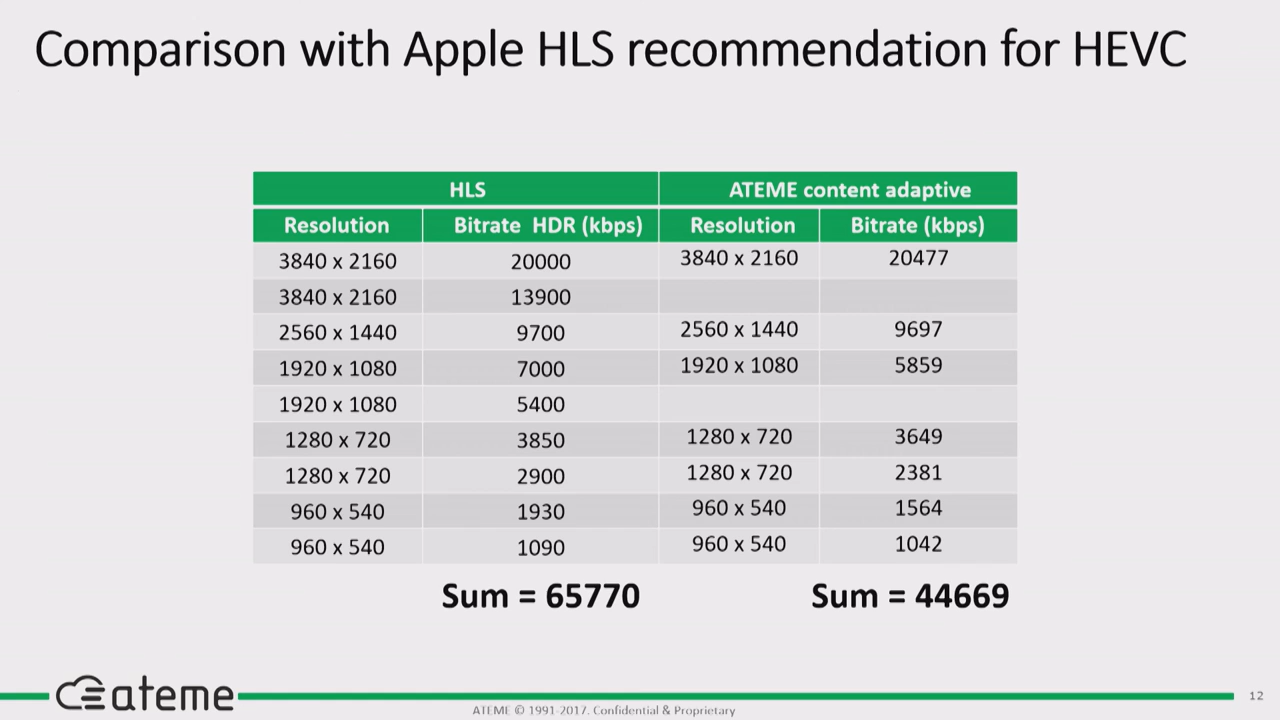 Comparison with Apple HLS recommendation for HEVC
HLS ATEME content adaptive
Resolution Bitrate HDR (kbps) Resolution Bitrate (kbps)
3840 x 2160 20000 3840 x 2160 20477
3840 x 2160 13900
2560 x 1440 9700 2560 x 1440 9697
1920 x 1080 7000 1920 x 1080 5859
1920 x 1080 5400
1280 x 720 3850 1280 x 720 3649
1280 x 720 2900 1280 x 720 2381
960 x 540 1930 960 x 540 1564
960 x 540 1090 960 x 540 1042
Sum = 65770 Sum = 44669
ateme
ATEME © 1991-2017. Confidential & Proprietary
12